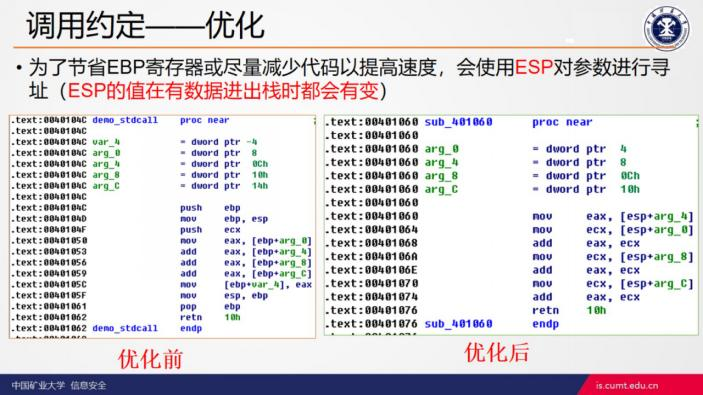 调用约定——优化
• 为了节省EBP寄存器或尽量减少代码以提高速度，会使用ESP对参数进行寻
址（ESP的值在有数据进出栈时都会有变）
.text:0040104C demo_stdcall proc near ;
.text:0040104C
.text:0040104C var_4 = dword ptr -4
.text:0040104C arg_0 = dword ptr 8
.text:0040104C arg_4 = dword ptr 0Ch
.text:0040104C arg_8 = dword ptr 10h
.text:0040104C arg_C = dword ptr 14h
.text:0040104C
.text:0040104C push ebp
.text:0040104D mov ebp, esp
.text:0040104F push ecx
.text:00401050 mov eax, [ebp+arg_0]
.text:00401053 add eax, [ebp+arg_4]
.text:00401056 add eax, [ebp+arg_8]
.text:00401059 add eax, [ebp+arg_C]
.text:0040105C mov [ebp+var_4], eax
.text:0040105F mov esp, ebp
.text:00401061 pop ebp
.text:00401062 retn 10h
.text:00401062 demo_stdcall endp
优化前
.text:00401060 sub_401060 proc near ;
.text:00401060
.text:00401060 arg_0 = dword ptr 4
.text:00401060 arg_4 = dword ptr 8
.text:00401060 arg_8 = dword ptr 0Ch
.text:00401060 arg_C = dword ptr 10h
.text:00401060
.text:00401060 mov eax, [esp+arg_4]
.text:00401064 mov ecx, [esp+arg_0]
.text:00401068 add eax, ecx
.text:0040106A mov ecx, [esp+arg_8]
.text:0040106E add eax, ecx
.text:00401070 mov ecx, [esp+arg_C]
.text:00401074 add eax, ecx
.text:00401076 retn 10h
.text:00401076 sub_401060 endp
优化后
中国矿业大学 信息安全
is.cumt.edu.cn